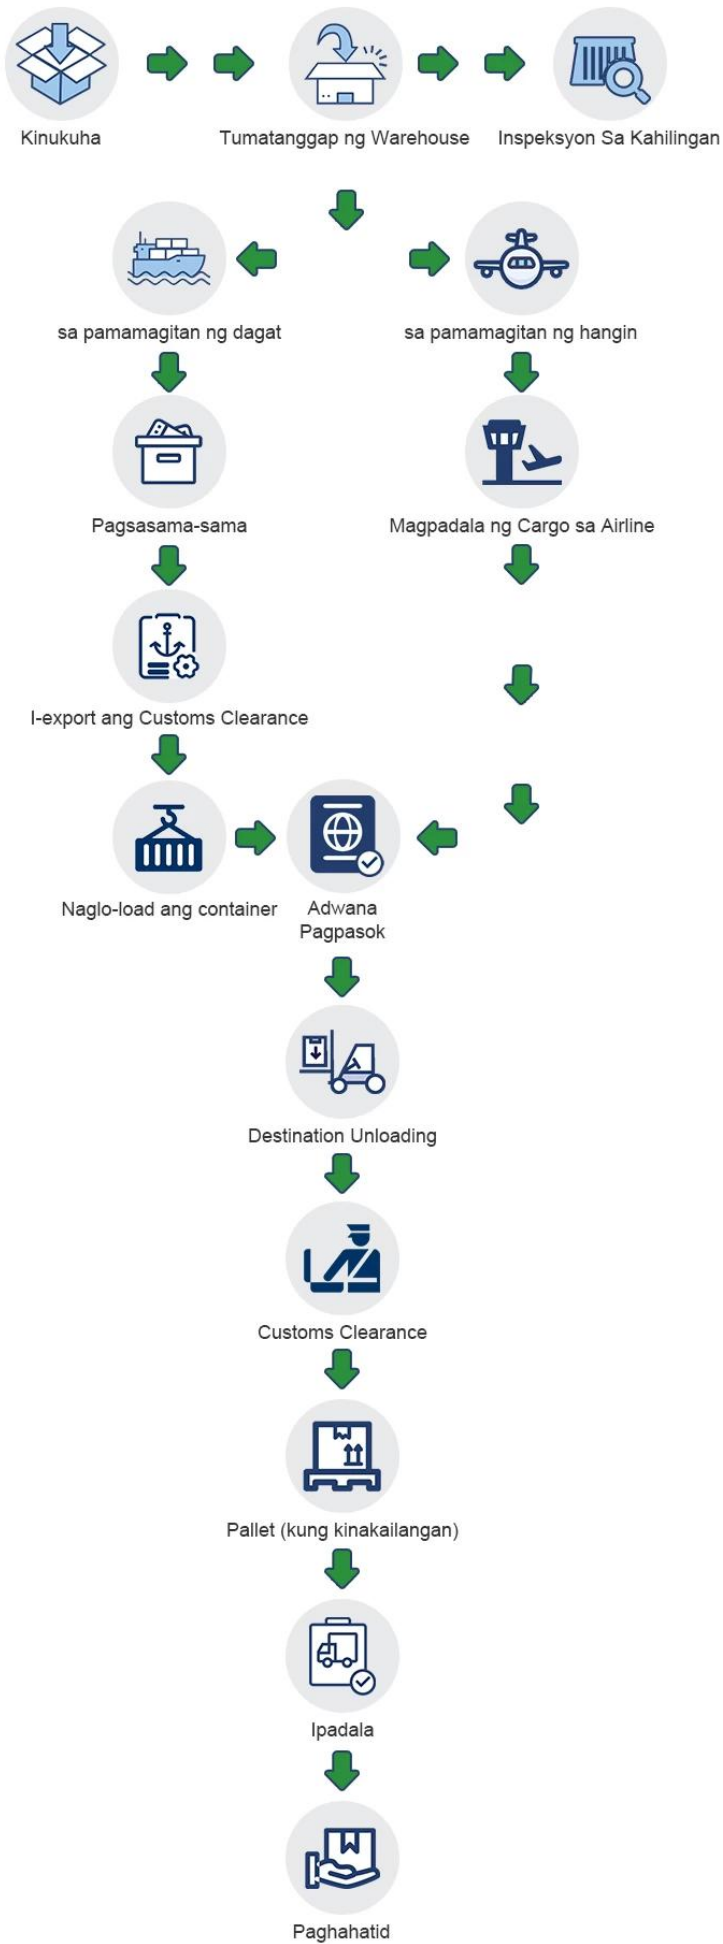 Kinukuha
Tumatanggap ng Warehouse
Inspeksyon Sa Kahilingan
sa pamamagitan ng dagat
sa pamamagitan ng hangin
Pagsasama-sama
Magpadala ng Cargo sa Airline
I-export ang Customs Clearance
Naglo-load ang container
Adwana
Pagpasok
Destination Unloading
Customs Clearance
Pallet (kung kinakailangan)
Ipadala
Paghahatid